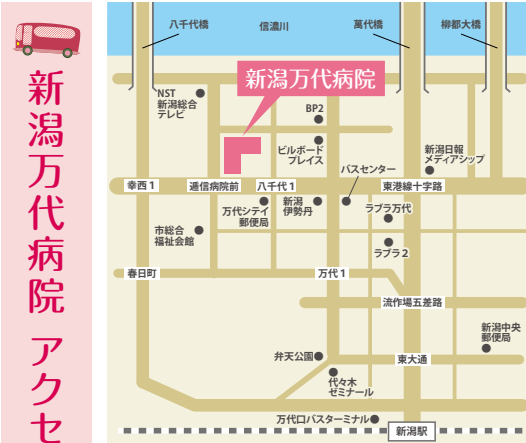 新潟万代病院 アクセ
八千代橋
信濃川
萬代橋
柳都大橋
新潟万代病院
NST
新潟総合
テレビ
BP2
ビルボード
プレイス
新潟日報
メディアシップ
バスセンター
幸西1
逓信病院前
八千代1
東港線十字路
万代シテイ
郵便局
新潟
伊勢丹
ラブラ万代
市総合
福祉会館
ラブラ2
春日町
万代1
流作場五差路
新潟中央
郵便局
弁天公園
東大通
代々木
ゼミナール
万代口バスターミナル
新潟駅